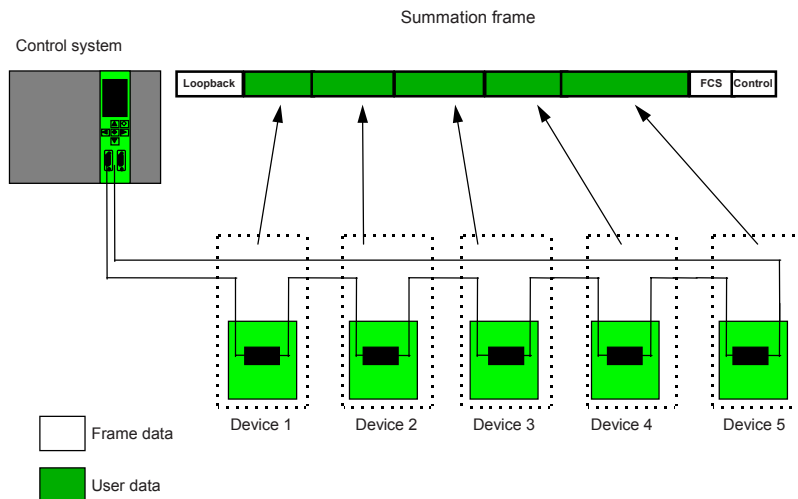 Summation frame
Control system
Loopback
FCS
Control
Device 1
Device 2
Device 3
Device 4
Device 5
Frame data
User data